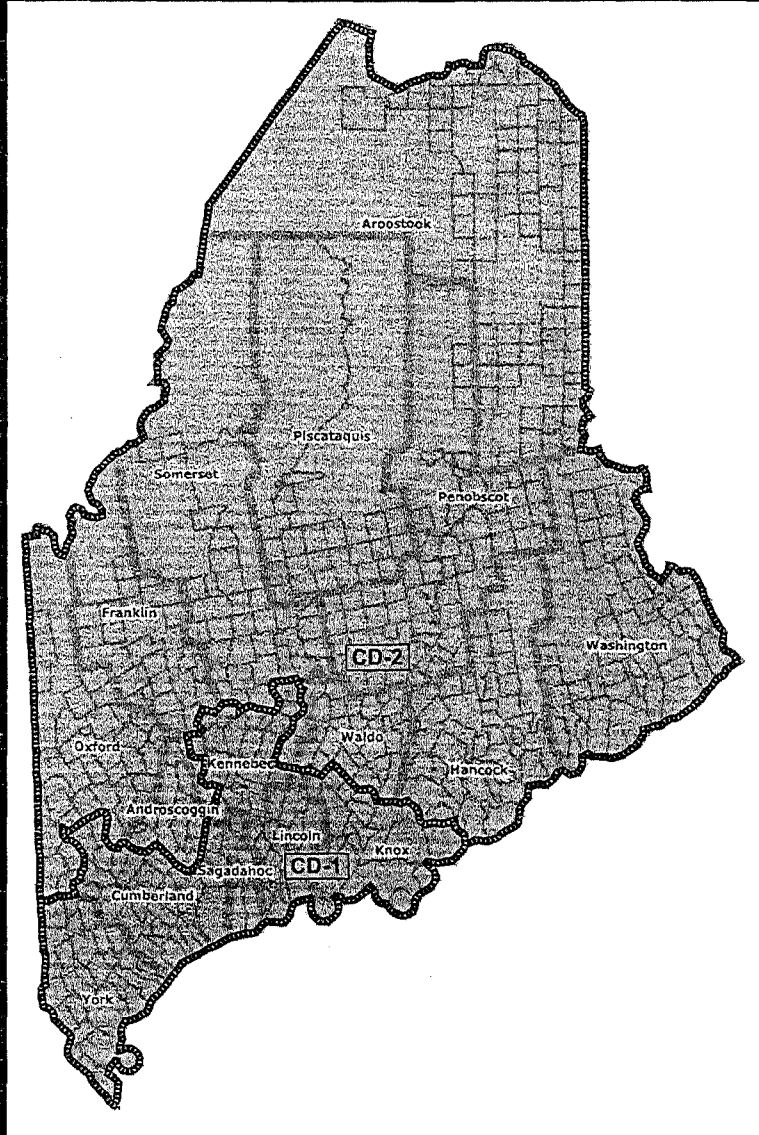 Aroostook
Piscataquis
Somerset
Penobscot
Franklin
Washington
CD-2
Oxford
Waldo
Kennebec
Hancock
Androscoggin
Lincoln
Knox
CD-1
Sagadahoc
Cumberland
York